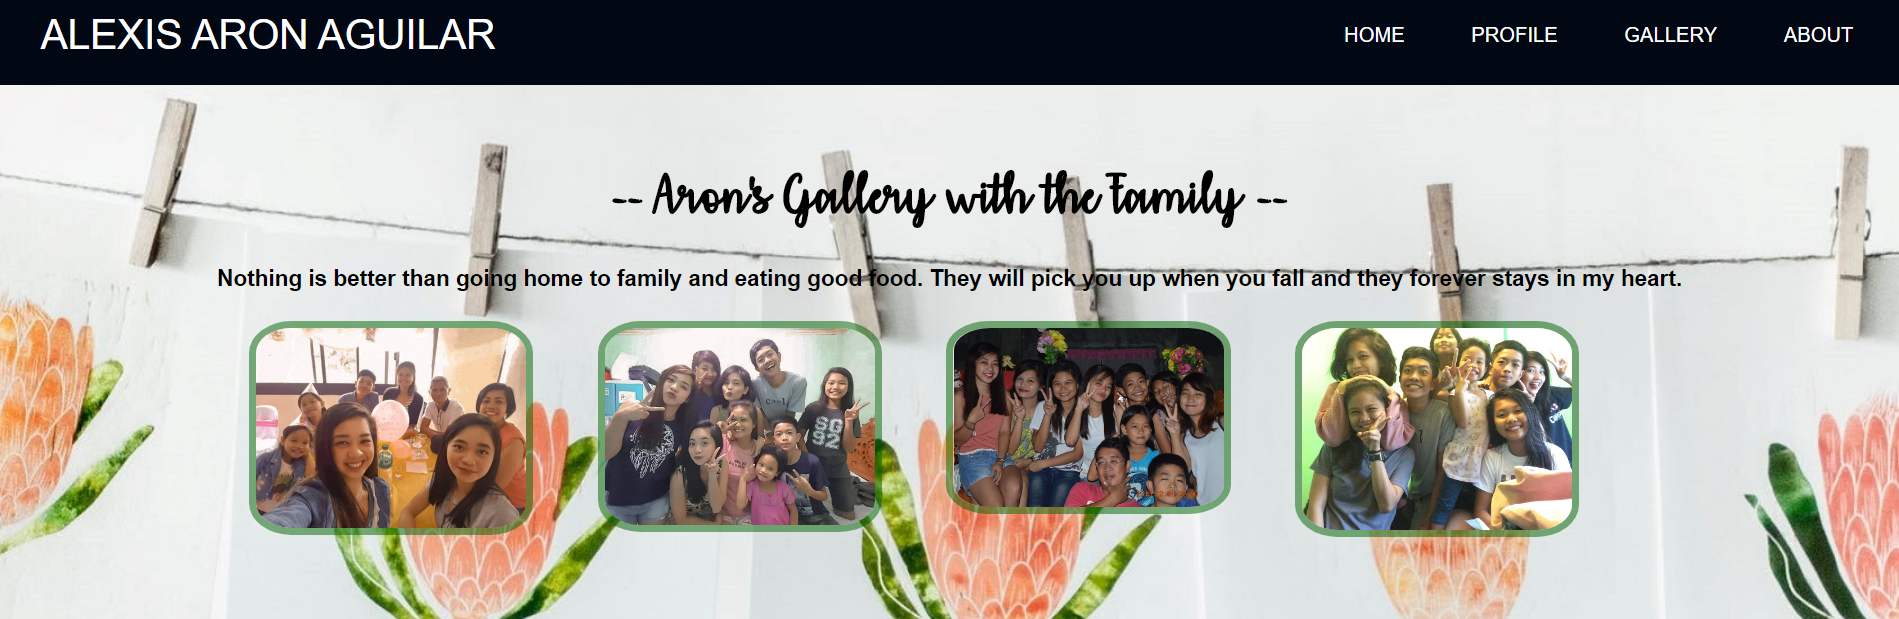 ALEXIS ARON AGUILAR
HOME PROFILE GALLERY ABOUT
-- Aron's Gallery with the Family --
Nothing is better than going home to family and eating good food. They will pick you up when you fall and they forever stays in my heart.
SG
92